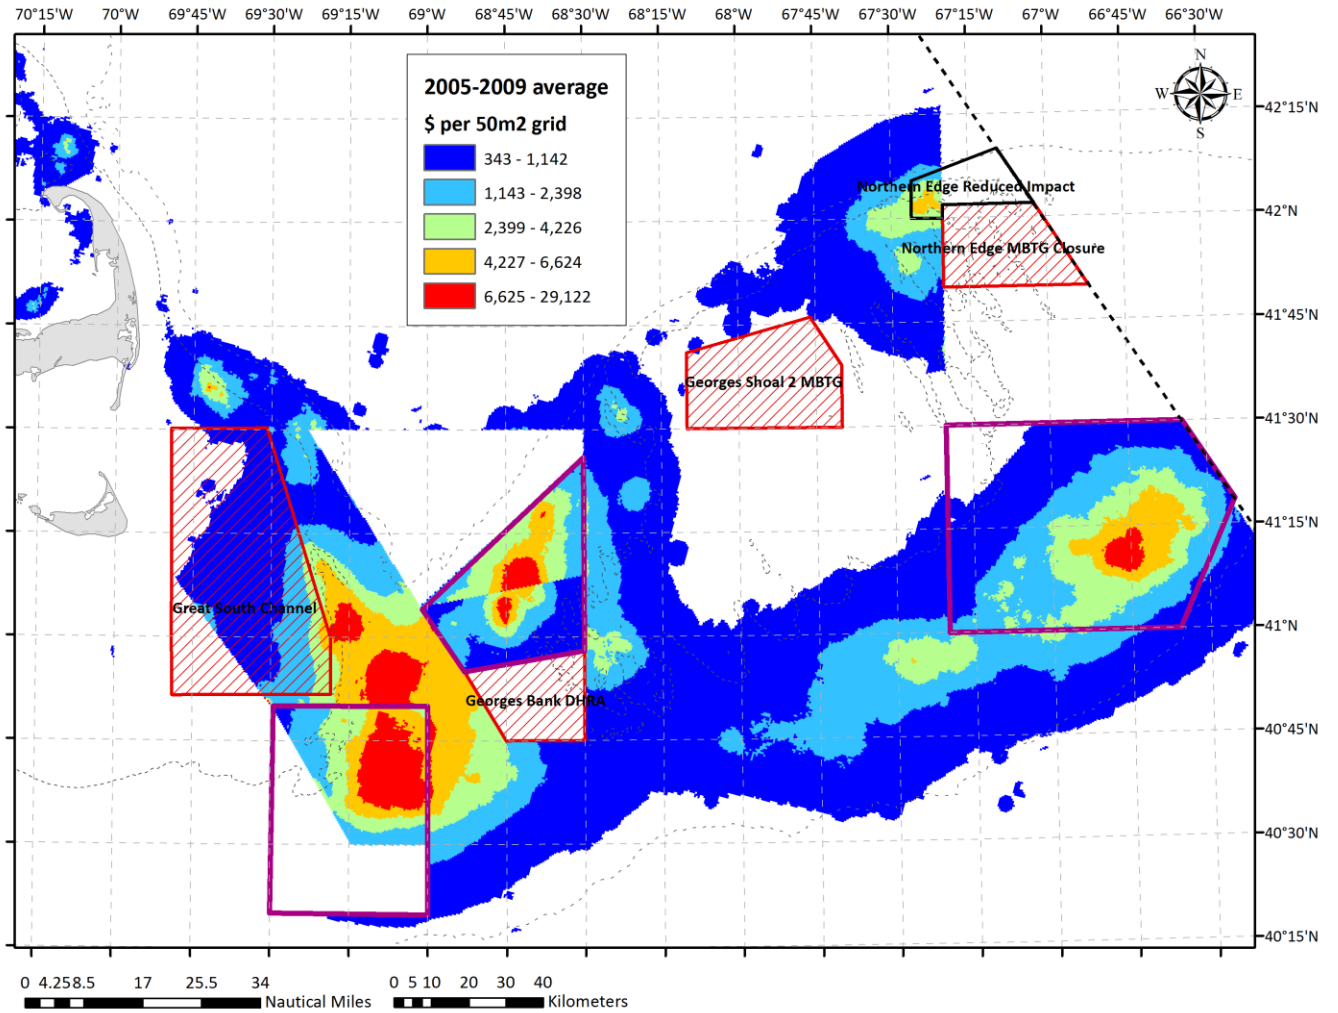 70°15'W 70°W 69°45'W 69°30'W 69°15'W 69°W 68°45'W 68°30'W 68°15'W 68°W 67°45'W 67°30'W 67°15'W 67°W 66°45'W 66°30'W
N
W E
S
2005-2009 average
$ per 50m2 grid
343 - 1,142
1,143 - 2,398
2,399 - 4,226
4,227 - 6,624
6,625 - 29,122
42°15'N
Northern Edge Reduced Impact
42°N
Northern Edge MBTG Closure
41°45'N
Georges Shoal 2 MBTG
41°30'N
41°15'N
Great South Channel
41°N
Georges Bank DHRA
40°45'N
40°30'N
40°15'N
0 4.25 8.5 17 25.5 34
Nautical Miles
0 5 10 20 30 40
Kilometers